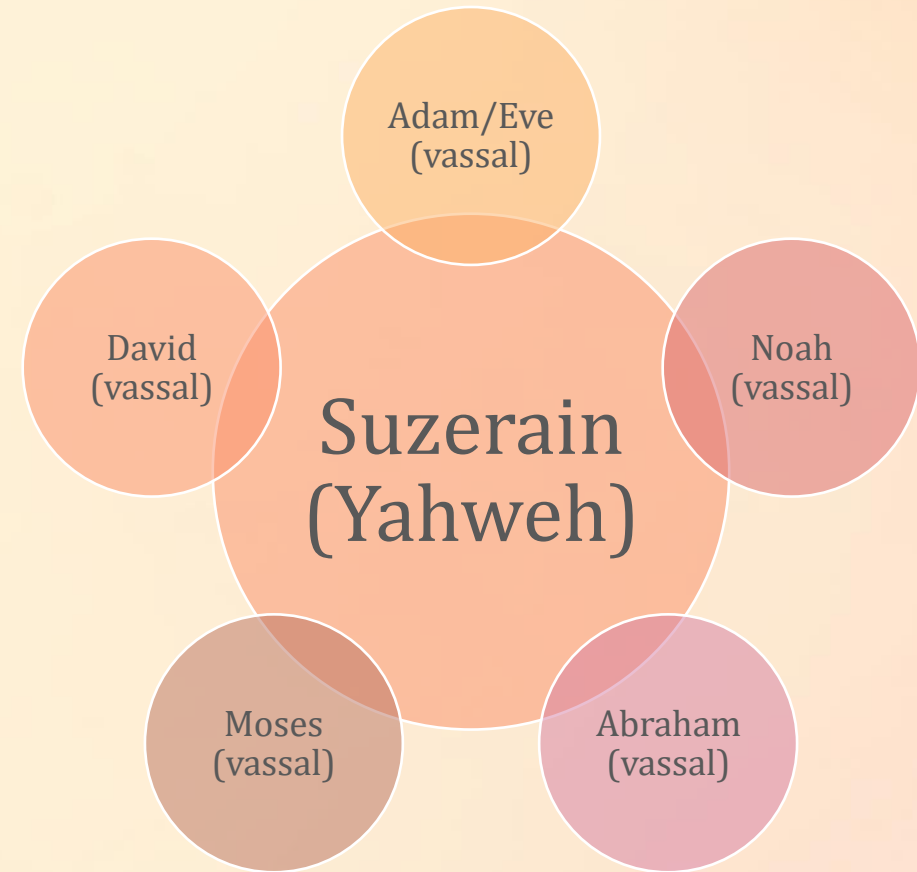 Adam/Eve
(vassal)
David
(vassal)
Noah
(vassal)
Suzerain
(Yahweh)
Moses
(vassal)
Abraham
(vassal)